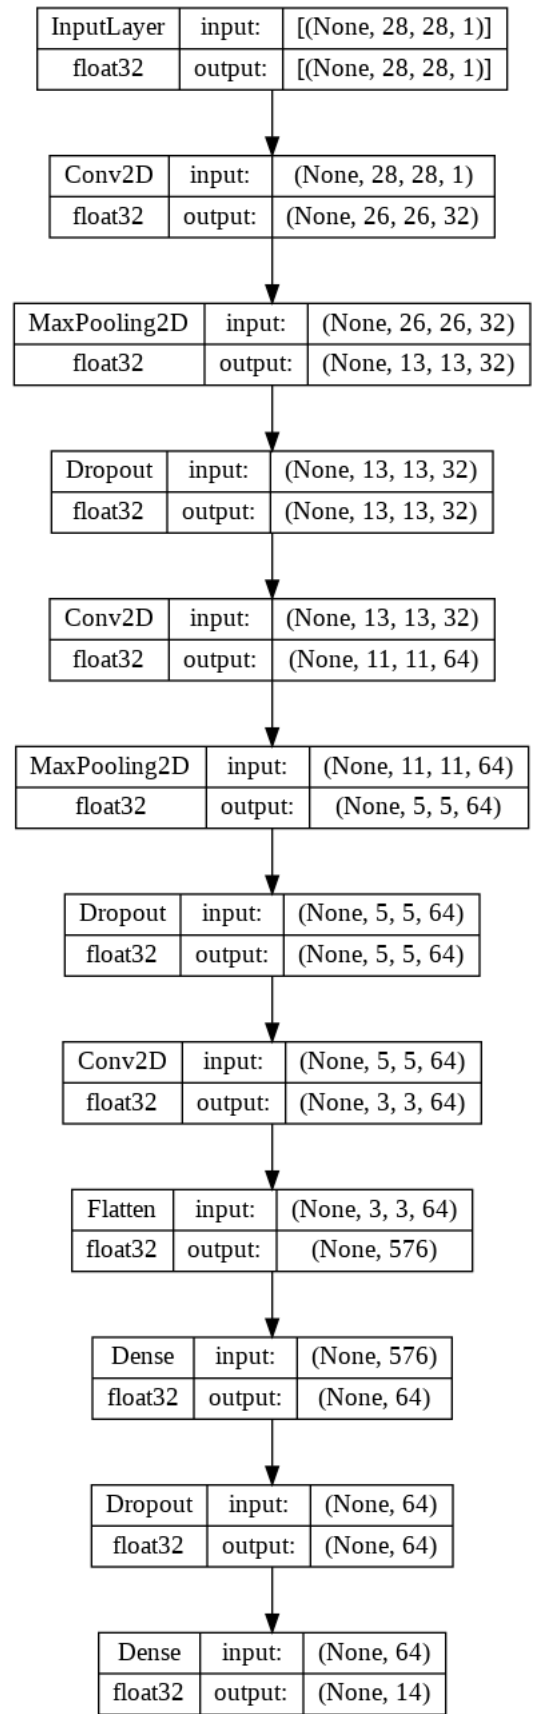 InputLayer input: [(None, 28, 28, 1)]
float32 output: [(None, 28, 28, 1)]
Conv2D input: (None, 28, 28, 1)
float32 output: (None, 26, 26, 32)
MaxPooling2D input: (None, 26, 26, 32)
float32 output: (None, 13, 13, 32)
Dropout input: (None, 13, 13, 32)
float32 output: (None, 13, 13, 32)
Conv2D input: (None, 13, 13, 32)
float32 output: (None, 11, 11, 64)
MaxPooling2D input: (None, 11, 11, 64)
float32 output: (None, 5, 5, 64)
Dropout input: (None, 5, 5, 64)
float32 output: (None, 5, 5, 64)
Conv2D input: (None, 5, 5, 64)
float32 output: (None, 3, 3, 64)
Flatten input: (None, 3, 3, 64)
float32 output: (None, 576)
Dense input: (None, 576)
float32 output: (None, 64)
Dropout input: (None, 64)
float32 output: (None, 64)
Dense input: (None, 64)
float32 output: (None, 14)